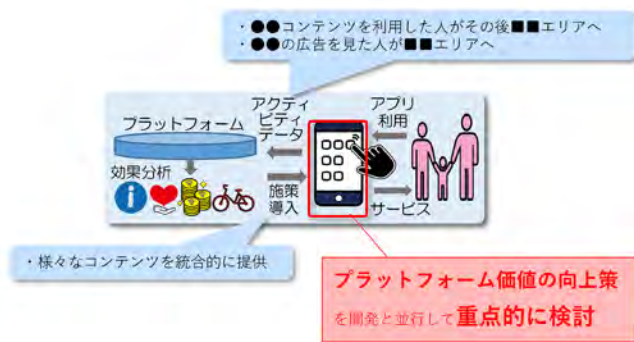 ・●●コンテンツを利用した人がその後■■エリアへ
・●●の広告を見た人が■■エリアへ
プラットフォーム
アクティ
ビティ
データ
アプリ
利用
効果分析
施策
導入
サービス
・様々なコンテンツを統合的に提供
プラットフォーム価値の向上策
を開発と並行して重点的に検討